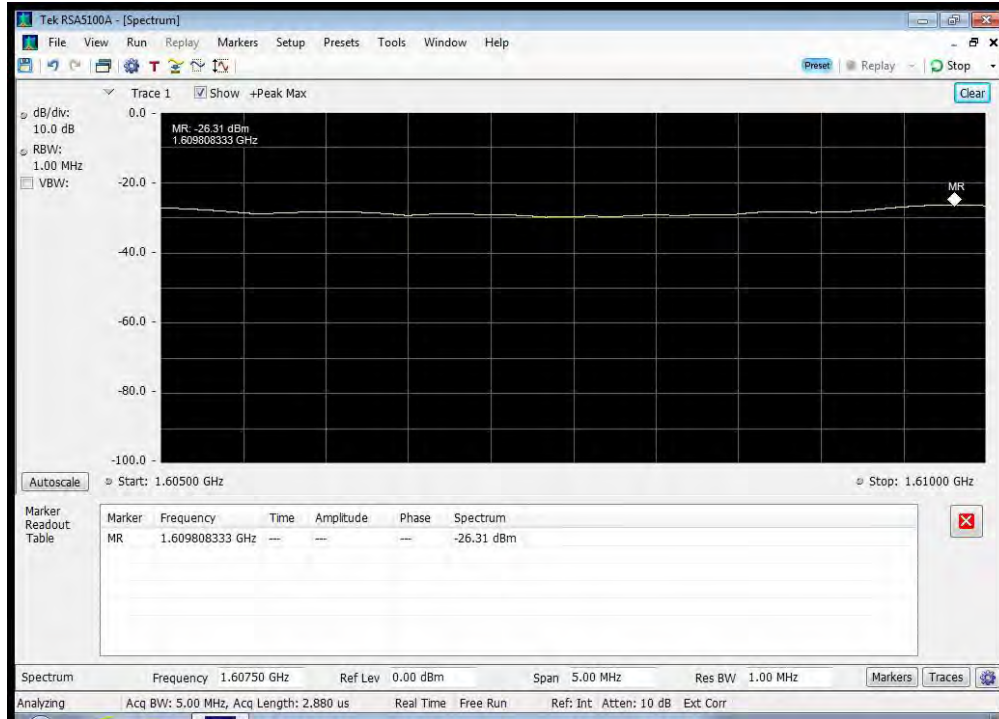 Tek RSA5100A - [Spectrum]
File View Run Replay Markers Setup Presets Tools Window Help
T Preset Replay Stop
Trace 1 Show +Peak Max Clear
dB/div:
10.0 dB
RBW:
1.00 MHz
VBW:
0.0
MR: -26.31 dBm
1.609808333 GHz
-20.0
MR
-40.0
-60.0
-80.0
-100.0
Autoscale Start: 1.60500 GHz Stop: 1.61000 GHz
Marker
Readout
Table
Marker Frequency Time Amplitude Phase Spectrum
MR 1.609808333 GHz --- --- --- -26.31 dBm
Spectrum Frequency 1.60750 GHz Ref Lev 0.00 dBm Span 5.00 MHz Res BW 1.00 MHz Markers Traces
Analyzing Acq BW: 5.00 MHz, Acq Length: 2.880 us Real Time Free Run Ref: Int Atten: 10 dB Ext Corr